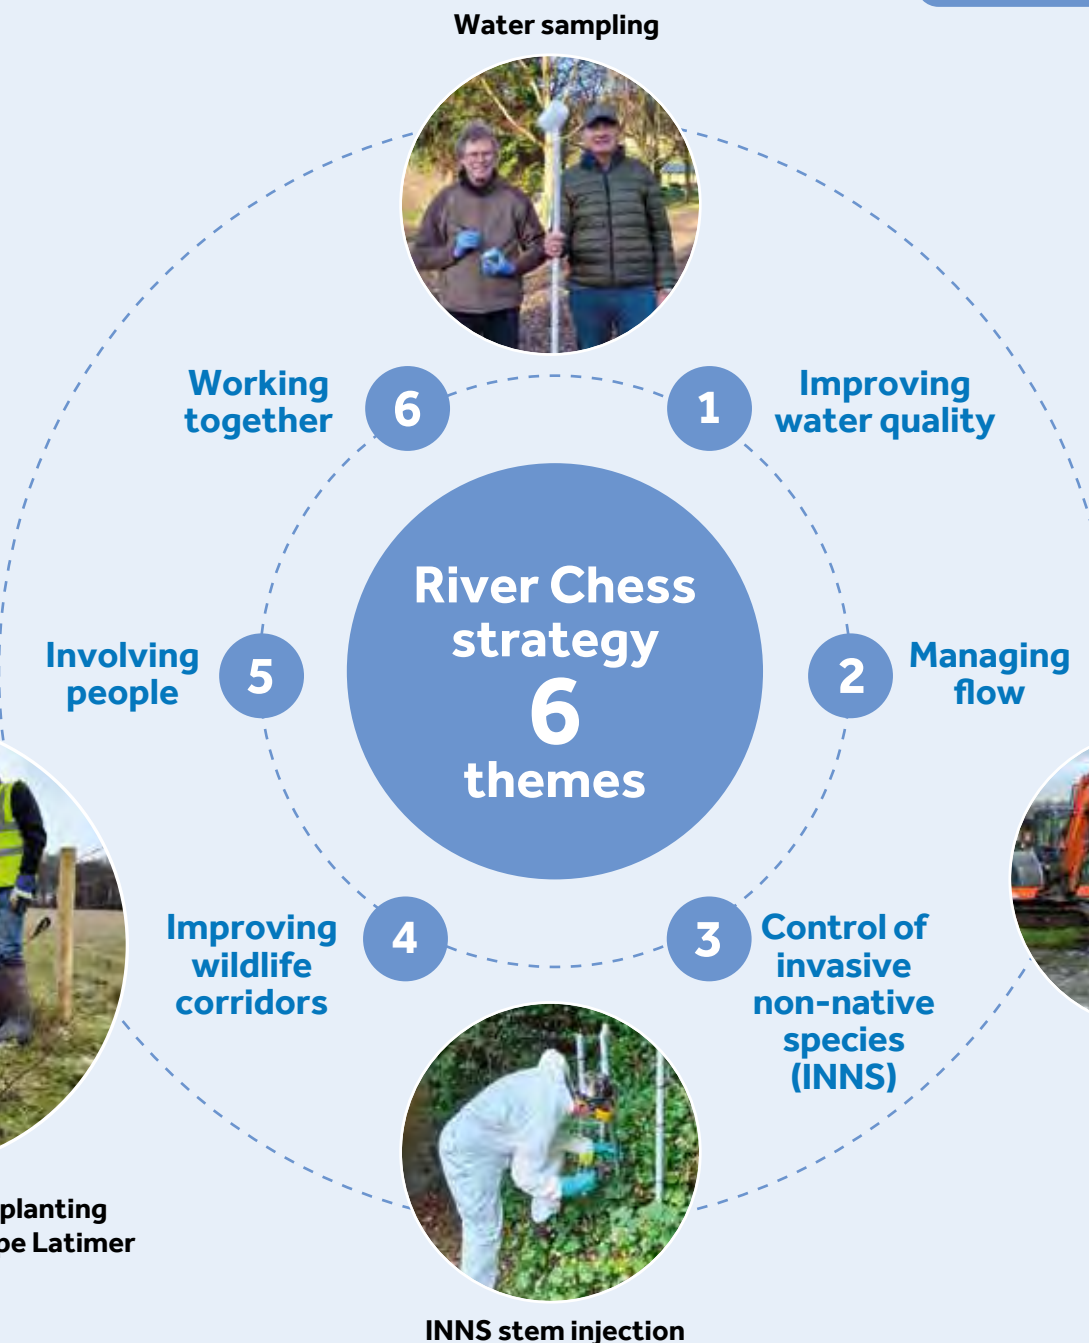 Water sampling
Working
together
6
1
Improving
water quality
River Chess
strategy
6
themes
Involving
people
5
2
Managing
flow
Improving
wildlife
corridors
4
3
Control of
invasive
non-native
species
(INNS)
planting
Latimer
INNS stem injection